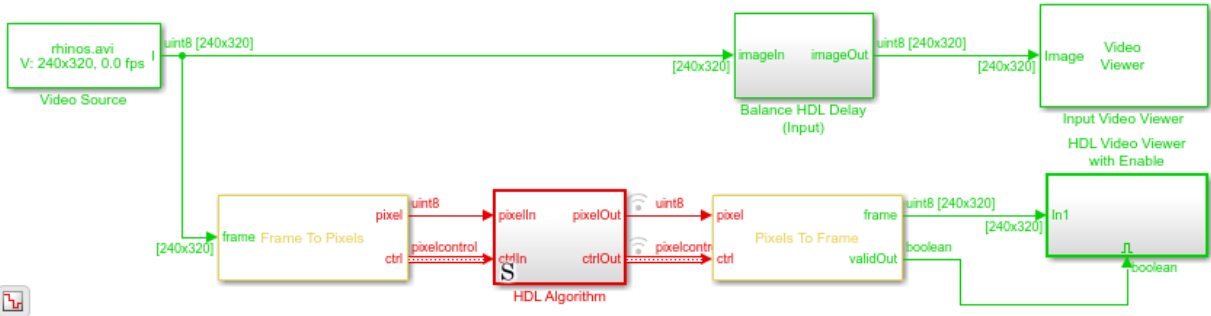 rhinos.avi
V: 240x320, 0.0 fps
I
Video Source
uint8 [240x320]
[240x320]
imageIn
imageOut
Balance HDL Delay
(Input)
uint8 [240x320]
[240x320]
Image
Video
Viewer
Input Video Viewer
HDL Video Viewer
with Enable
[240x320]
frame
Frame To Pixels
pixel
ctrl
uint8
pixelcontrol
pixelIn
pixelOut
ctrlIn
ctrlOut
S
HDL Algorithm
uint8
pixelcontr
pixel
ctrl
Pixels To Frame
frame
validOut
uint8 [240x320]
[240x320]
boolean
In1
boolean